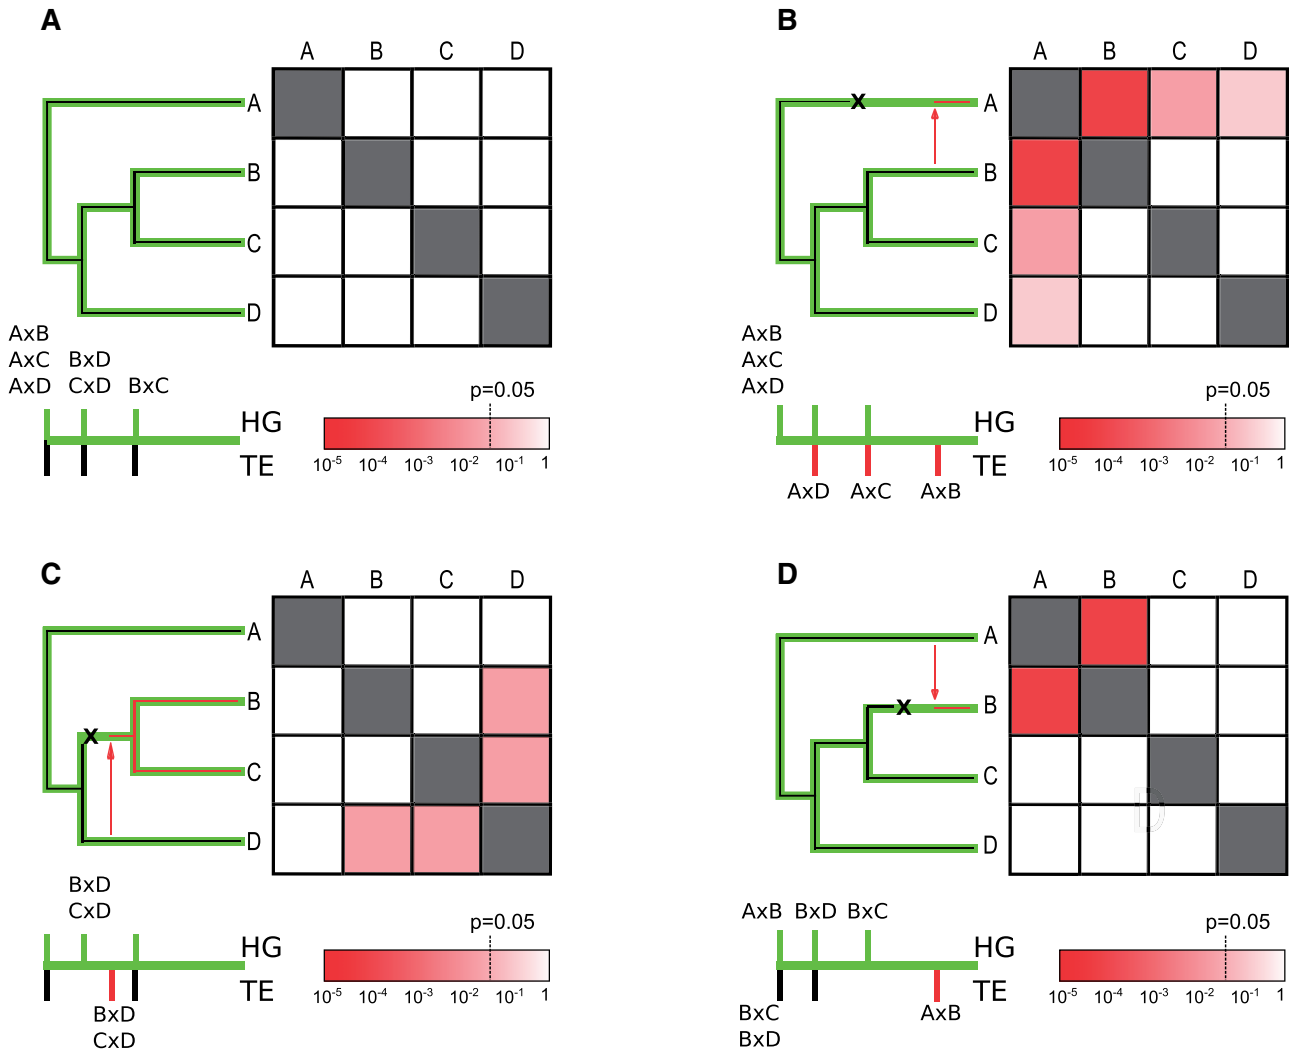 A
A B C D
A
B
C
D
AxB
AxC BxD
AxD CxD BxC
p=0.05
HG
TE
10-5 10-4 10-3 10-2 10-1 1
B
A B C D
X A
B
C
D
AxB
AxC
AxD
p=0.05
HG
TE
10-5 10-4 10-3 10-2 10-1 1
AxD AxC AxB
C
A B C D
A
B
X
C
D
BxD
CxD
p=0.05
HG
TE
10-5 10-4 10-3 10-2 10-1 1
BxD
CxD
D
A B C D
A
X B
C
D
D
AxB BxD BxC
p=0.05
HG
TE
10-5 10-4 10-3 10-2 10-1 1
BxC AxB
BxD